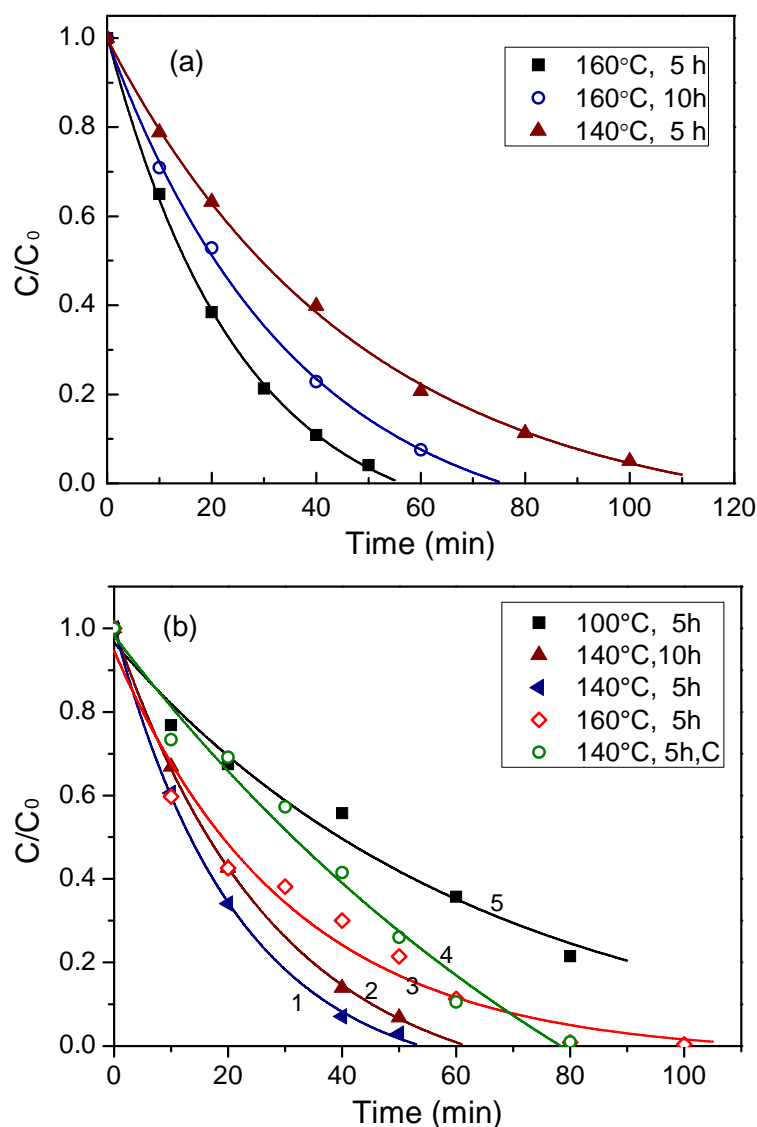 (a)
160°C, 5 h
160°C, 10h
140°C, 5 h
C/C₀
1.0
0.8
0.6
0.4
0.2
0.0
0 20 40 60 80 100 120
Time (min)
(b)
100°C, 5h
140°C,10h
140°C, 5h
160°C, 5h
140°C, 5h,C
C/C₀
1.0
0.8
0.6
0.4
0.2
0.0
5
4
3
2
1
0 20 40 60 80 100
Time (min)